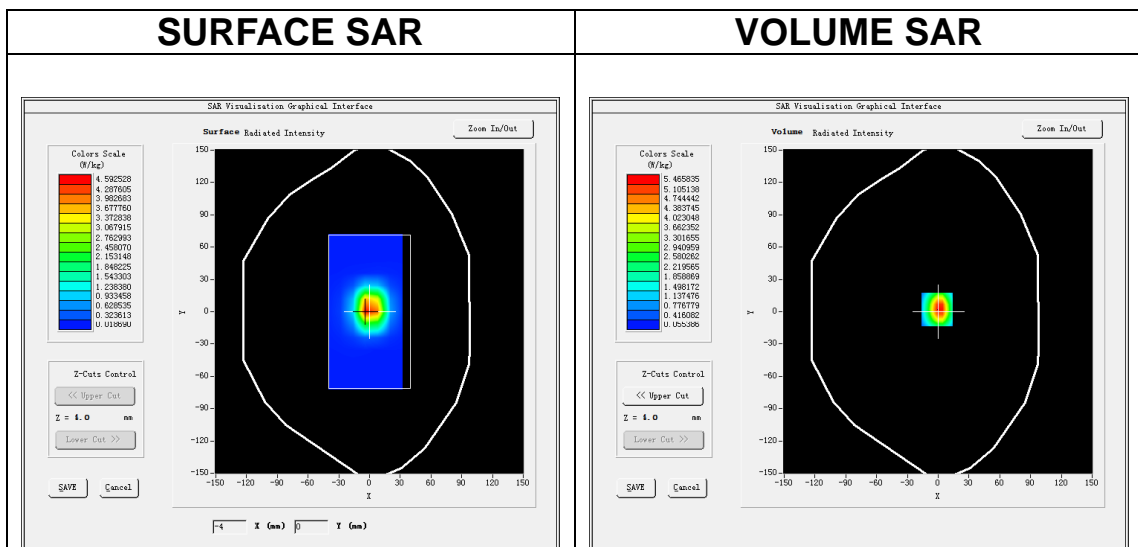 SURFACE SAR
VOLUME SAR
SAR Visualisation Graphical Interface
Surface Radiated Intensity
Zoom In/Out
Colors Scale
(W/kg)
4.592528
4.287605
3.982683
3.677760
3.372838
3.067915
2.762993
2.458070
2.153148
1.848225
1.543303
1.238380
0.933458
0.628535
0.323613
0.018690
Z-Cuts Control
<< Upper Cut
Z = 4.0 mm
Lower Cut >>
SAVE
Cancel
150
120
90
60
30
0
-30
-60
-90
-120
-150
Y
-150 -120 -90 -60 -30 0 30 60 90 120 150
X
-4 X (mm) 0 Y (mm)
SAR Visualisation Graphical Interface
Volume Radiated Intensity
Zoom In/Out
Colors Scale
(W/kg)
5.465835
5.105138
4.744442
4.383745
4.023048
3.662352
3.301655
2.940959
2.580262
2.219565
1.858869
1.498172
1.137476
0.776779
0.416082
0.055386
Z-Cuts Control
<< Upper Cut
Z = 4.0 mm
Lower Cut >>
SAVE
Cancel
150
120
90
60
30
0
-30
-60
-90
-120
-150
Y
-150 -120 -90 -60 -30 0 30 60 90 120 150
X